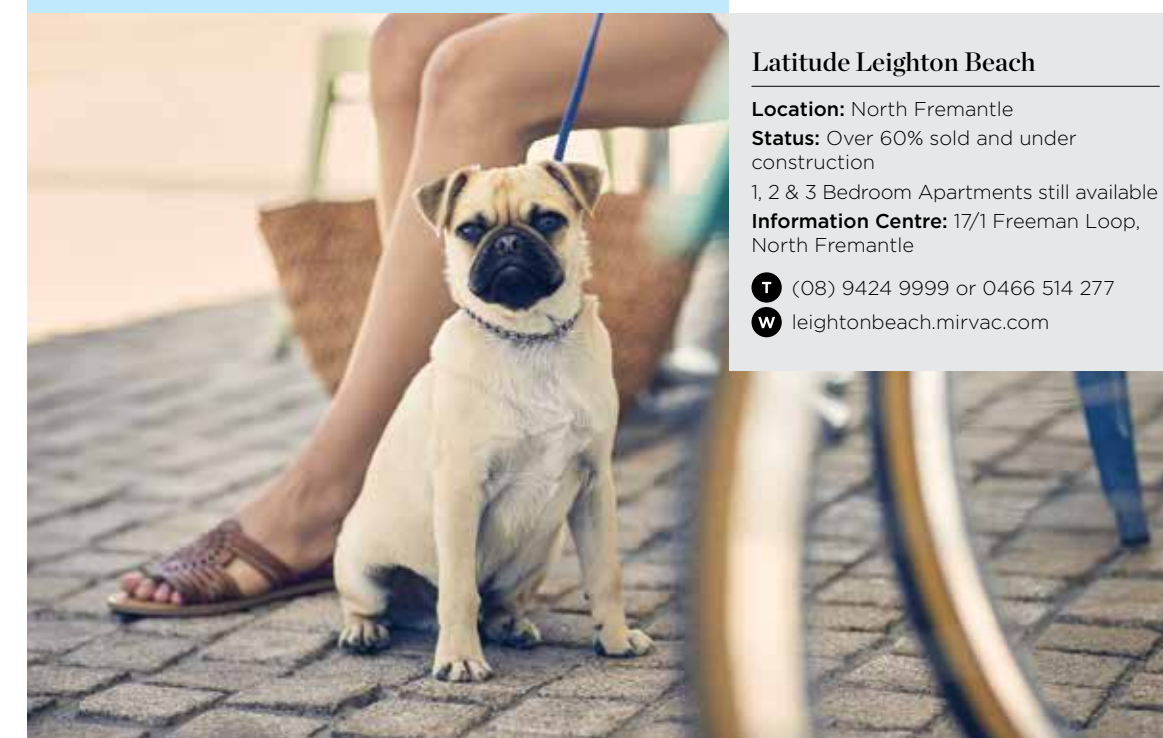 Latitude Leighton Beach
Location: North Fremantle
Status: Over 60% sold and under
construction
1, 2 & 3 Bedroom Apartments still available
Information Centre: 17/1 Freeman Loop,
North Fremantle
T (08) 9424 9999 or 0466 514 277
W leightonbeach.mirvac.com